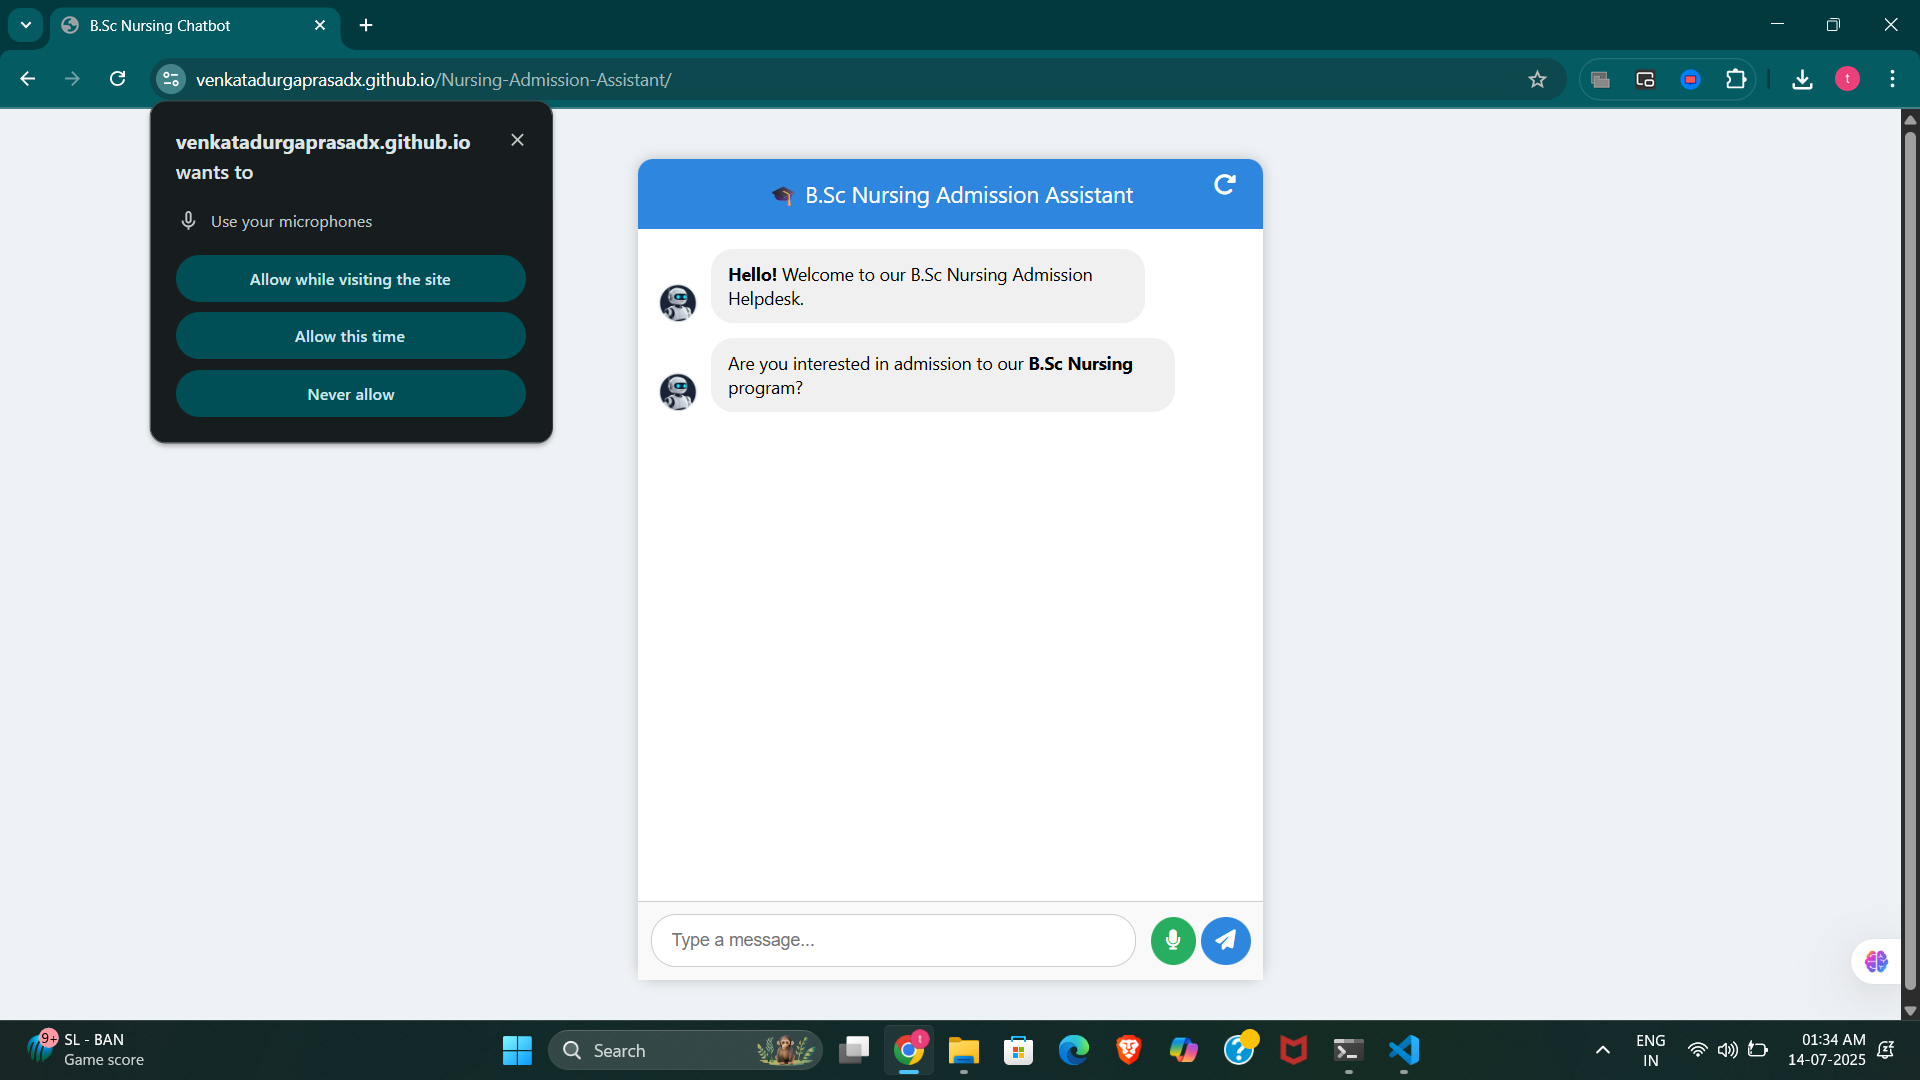 B.Sc Nursing Chatbot
venkatadurgaprasadx.github.io/Nursing-Admission-Assistant/
t
venkatadurgaprasadx.github.io
wants to
Use your microphones
Allow while visiting the site
Allow this time
Never allow
B.Sc Nursing Admission Assistant
Hello! Welcome to our B.Sc Nursing Admission
Helpdesk.
Are you interested in admission to our B.Sc Nursing
program?
Type a message...
9+
SL - BAN
Game score
Search
t
ENG
IN
01:34 AM
14-07-2025